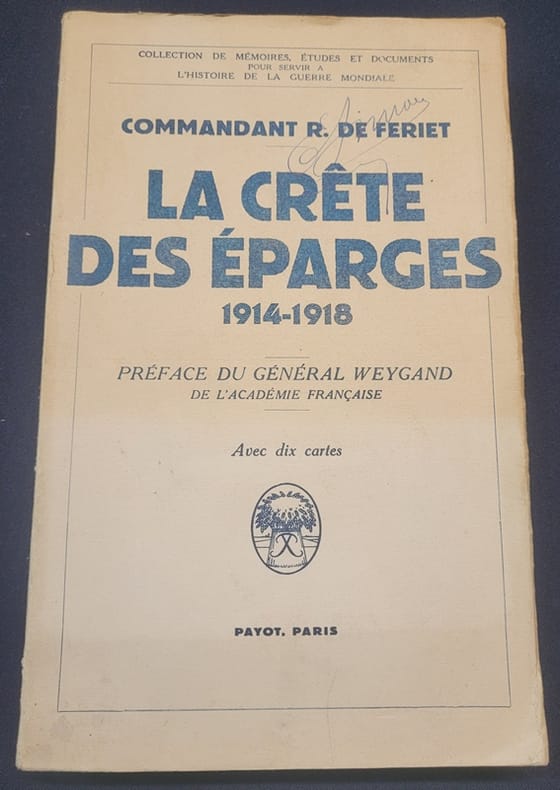 COLLECTION DE MÉMOIRES, ÉTUDES ET DOCUMENTS
POUR SERVIR A
L'HISTOIRE DE LA GUERRE MONDIALE
COMMANDANT R. DE FERIET
LA CRÊTE
DES ÉPARGES
1914-1918
PRÉFACE DU GÉNÉRAL WEYGAND
DE L'ACADÉMIE FRANÇAISE
Avec dix cartes
PAYOT, PARIS